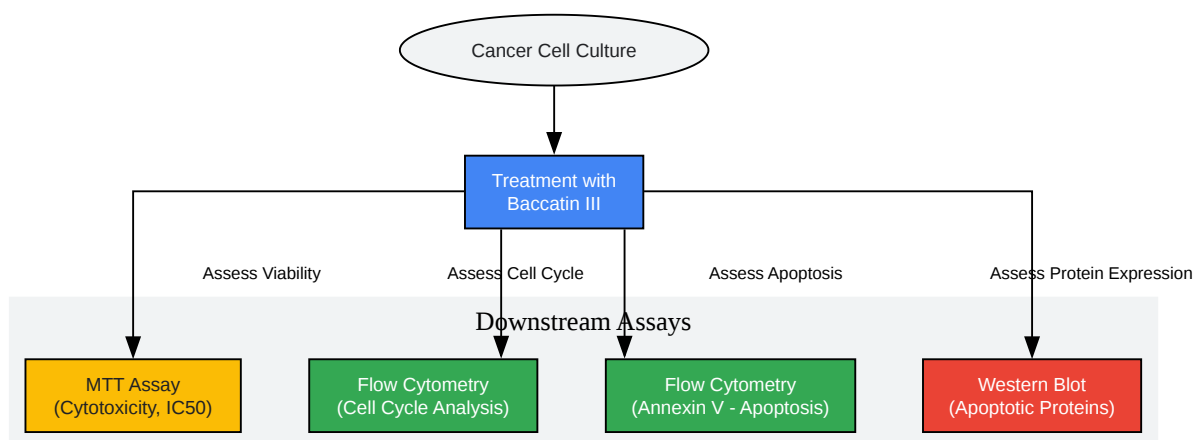 Cancer Cell Culture
Treatment with
Baccatin III
Assess Viability
Assess Cell Cycle
Assess Apoptosis
Assess Protein Expression
Downstream Assays
MTT Assay
(Cytotoxicity, IC50)
Flow Cytometry
(Cell Cycle Analysis)
Flow Cytometry
(Annexin V - Apoptosis)
Western Blot
(Apoptotic Proteins)